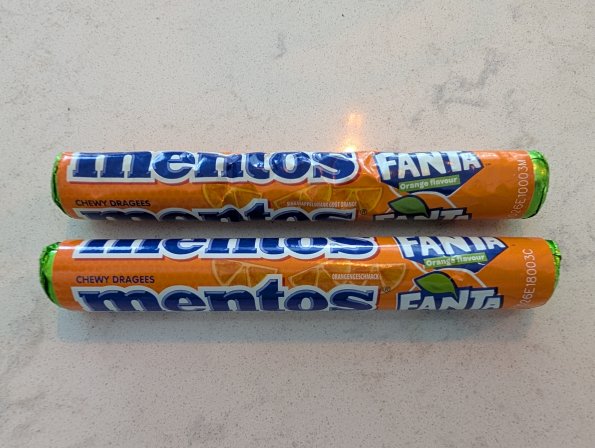 mentos
FANTA
Orange flavour
CHEWY DRAGEES
mentos
FANTA
mentos
FANTA
Orange flavour
CHEWY DRAGEES
ORANGENGESCHMACK
mentos
FANTA